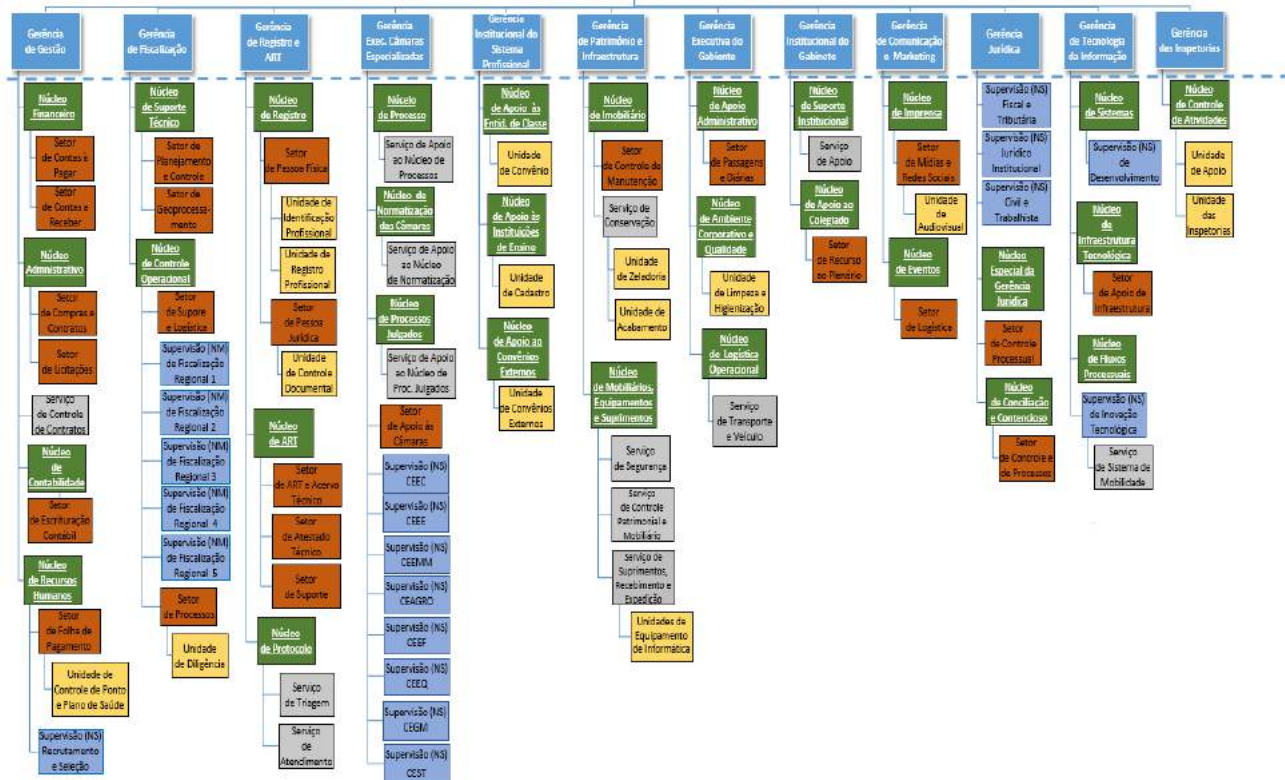 Gerência
de Gestão
Núcleo
Financeiro
Setor
de Contas à
Pagar
Setor
de Contas e
Receber
Núcleo
Administrativo
Setor
de Compras e
Contratos
Setor
de Licitações
Serviço
de Controle
de Contratos
Núcleo
de
Contabilidade
Setor
de Escrituração
Contábil
Núcleo
de Recursos
Humanos
Setor
de Folha de
Pagamento
Unidade de
Controle de Ponto
e Plano de Saúde
Supervisão (NS)
Recrutamento
e Seleção
Gerência
de Fiscalização
Núcleo
de Suporte
Técnico
Setor de
Planejamento
e Controle
Setor de
Geoprocessa-
mento
Núcleo
de Controle
Operacional
Setor
de Supore
e Logística
Supervisão (NM)
de Fiscalização
Regional 1
Supervisão (NM)
de Fiscalização
Regional 2
Supervisão (NM)
de Fiscalização
Regional 3
Supervisão (NM)
de Fiscalização
Regional 4
Supervisão (NM)
de Fiscalização
Regional 5
Setor
de Processos
Unidade
de Diligência
Gerência
de Registro e
ART
Núcleo
de Registro
Setor
de Pessoa Física
Unidade de
Identificação
Profissional
Unidade de
Registro
Profissional
Setor
de Pessoa
Jurídica
Unidade
de Controle
Documental
Núcleo
de ART
Setor
de ART e Acervo
Técnico
Setor
de Atestado
Técnico
Setor
de Suporte
Núcleo
de Protocolo
Serviço
de Triagem
Serviço
de
Atendimento
Gerência
Exec. Câmaras
Especializadas
Núcelo
de Processo
Serviço de Apoio
ao Núcleo de
Processos
Núcleo de
Normatização
das Câmaras
Serviço de Apoio
ao Núcleo
de Normatização
Núcleo
de Processos
Julgados
Serviço de Apoio
ao Núcleo de
Proc. Julgados
Setor
de Apoio às
Câmaras
Supervisão (NS)
CEEC
Supervisão (NS)
CEEE
Supervisão (NS)
CEEMM
Supervisão (NS)
CEAGRO
Supervisão (NS)
CEEF
Supervisão (NS)
CEEQ
Supervisão (NS)
CEGM
Supervisão (NS)
CEST
Gerência
Institucional do
Sistema
Profissional
Núcleo
de Apoio às
Entid. de Classe
Unidade
de Convênio
Núcleo
de Apoio às
Instituições
de Ensino
Unidade
de Cadastro
Núcleo
de Apoio ao
Convênios
Externos
Unidade
de Convênios
Externos
Gerência
de Patrimônio e
Infraestrutura
Núcleo
de Imobiliário
Setor
de Controle de
Manutenção
Serviço de
Conservação
Unidade
de Zeladoria
Unidade de
Acabamento
Núcleo
de Mobiliários,
Equipamentos
e Suprimentos
Serviço
de Segurança
Serviço
de Controle
Patrimonial e
Mobiliário
Serviço de
Suprimentos,
Recebimento e
Expedição
Unidades de
Equipamento
de Informática
Gerência
Executiva do
Gabiente
Núcleo
de Apoio
Administrativo
Setor
de Passagens
e Diárias
Núcleo
de Ambiente
Corporativo e
Qualidade
Unidade
de Limpeza e
Higienização
Núcleo
de Logística
Operacional
Serviço
de Transporte
e Veículo
Gerência
Institucional do
Gabinete
Núcleo
de Suporte
Institucional
Serviço
de Apoio
Núcleo
de Apoio ao
Colegiado
Setor
de Recurso
ao Plenário
Gerência
de Comunicação
e Marketing
Núcleo
de Imprensa
Setor
de Mídias e
Redes Sociais
Unidade
de
Audiovisual
Núcleo
de Eventos
Setor
de Logística
Gerência
Jurídica
Supervisão (NS)
Fiscal e
Tributária
Supervisão (NS)
Jurídico
Institucional
Supervisão (NS)
Civil e
Trabalhista
Núcleo
Especial da
Gerência
Jurídica
Setor
de Controle
Processual
Núcleo
de Conciliação
e Contencioso
Setor
de Controle e
de Processos
Gerência
de Tecnologia
da Informação
Núcleo
de Sistemas
Supervisão (NS)
de
Desenvolvimento
Núcleo
da
Infraestrutura
Tecnológica
Setor
de Apoio de
Infraestrutura
Núcleo
de Fluxos
Processuais
Supervisão (NS)
de Inovação
Tecnológica
Serviço
de Sistema de
Mobilidade
Gerência
das Inspetorias
Núcleo
de Controle
de Atividades
Unidade
de Apoio
Unidade
das
Inspetorias